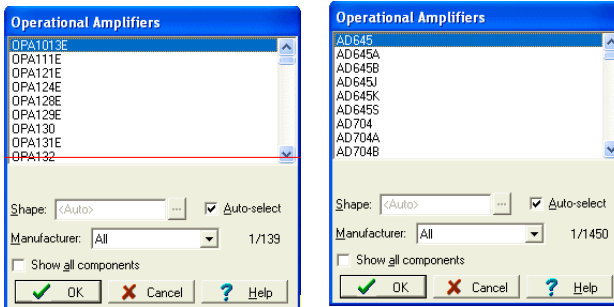 Operational Amplifiers
OPA1013E
OPA111E
OPA121E
OPA124E
OPA128E
OPA129E
OPA130
OPA131E
OPA132
Shape: <Auto> ... Auto-select
Manufacturer: All 1/139
Show all components
OK Cancel ? Help
Operational Amplifiers
AD645
AD645A
AD645B
AD645J
AD645K
AD645S
AD704
AD704A
AD704B
Shape: <Auto> ... Auto-select
Manufacturer: All 1/1450
Show all components
OK Cancel ? Help